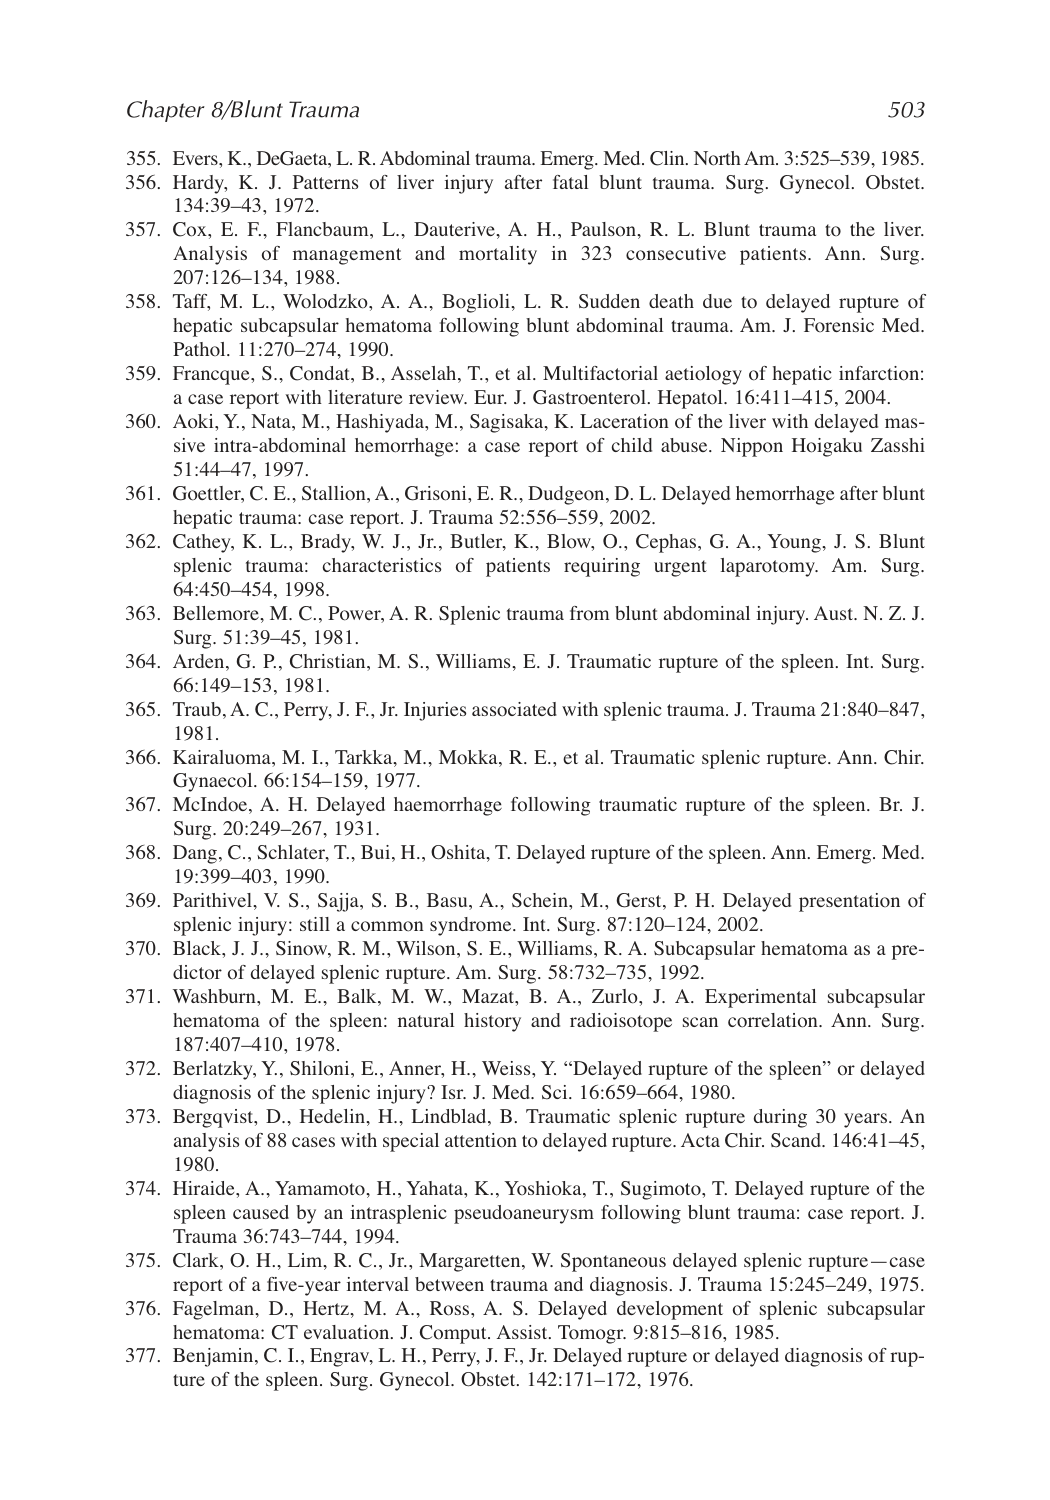 Chapter 8/Blunt Trauma 503
355. Evers, K., DeGaeta, L. R. Abdominal trauma. Emerg. Med. Clin. North Am. 3:525–539, 1985.
356. Hardy, K. J. Patterns of liver injury after fatal blunt trauma. Surg. Gynecol. Obstet.
134:39–43, 1972.
357. Cox, E. F., Flancbaum, L., Dauterive, A. H., Paulson, R. L. Blunt trauma to the liver.
Analysis of management and mortality in 323 consecutive patients. Ann. Surg.
207:126–134, 1988.
358. Taff, M. L., Wolodzko, A. A., Boglioli, L. R. Sudden death due to delayed rupture of
hepatic subcapsular hematoma following blunt abdominal trauma. Am. J. Forensic Med.
Pathol. 11:270–274, 1990.
359. Francque, S., Condat, B., Asselah, T., et al. Multifactorial aetiology of hepatic infarction:
a case report with literature review. Eur. J. Gastroenterol. Hepatol. 16:411–415, 2004.
360. Aoki, Y., Nata, M., Hashiyada, M., Sagisaka, K. Laceration of the liver with delayed mas-
sive intra-abdominal hemorrhage: a case report of child abuse. Nippon Hoigaku Zasshi
51:44–47, 1997.
361. Goettler, C. E., Stallion, A., Grisoni, E. R., Dudgeon, D. L. Delayed hemorrhage after blunt
hepatic trauma: case report. J. Trauma 52:556–559, 2002.
362. Cathey, K. L., Brady, W. J., Jr., Butler, K., Blow, O., Cephas, G. A., Young, J. S. Blunt
splenic trauma: characteristics of patients requiring urgent laparotomy. Am. Surg.
64:450–454, 1998.
363. Bellemore, M. C., Power, A. R. Splenic trauma from blunt abdominal injury. Aust. N. Z. J.
Surg. 51:39–45, 1981.
364. Arden, G. P., Christian, M. S., Williams, E. J. Traumatic rupture of the spleen. Int. Surg.
66:149–153, 1981.
365. Traub, A. C., Perry, J. F., Jr. Injuries associated with splenic trauma. J. Trauma 21:840–847,
1981.
366. Kairaluoma, M. I., Tarkka, M., Mokka, R. E., et al. Traumatic splenic rupture. Ann. Chir.
Gynaecol. 66:154–159, 1977.
367. McIndoe, A. H. Delayed haemorrhage following traumatic rupture of the spleen. Br. J.
Surg. 20:249–267, 1931.
368. Dang, C., Schlater, T., Bui, H., Oshita, T. Delayed rupture of the spleen. Ann. Emerg. Med.
19:399–403, 1990.
369. Parithivel, V. S., Sajja, S. B., Basu, A., Schein, M., Gerst, P. H. Delayed presentation of
splenic injury: still a common syndrome. Int. Surg. 87:120–124, 2002.
370. Black, J. J., Sinow, R. M., Wilson, S. E., Williams, R. A. Subcapsular hematoma as a pre-
dictor of delayed splenic rupture. Am. Surg. 58:732–735, 1992.
371. Washburn, M. E., Balk, M. W., Mazat, B. A., Zurlo, J. A. Experimental subcapsular
hematoma of the spleen: natural history and radioisotope scan correlation. Ann. Surg.
187:407–410, 1978.
372. Berlatzky, Y., Shiloni, E., Anner, H., Weiss, Y. “Delayed rupture of the spleen” or delayed
diagnosis of the splenic injury? Isr. J. Med. Sci. 16:659–664, 1980.
373. Bergqvist, D., Hedelin, H., Lindblad, B. Traumatic splenic rupture during 30 years. An
analysis of 88 cases with special attention to delayed rupture. Acta Chir. Scand. 146:41–45,
1980.
374. Hiraide, A., Yamamoto, H., Yahata, K., Yoshioka, T., Sugimoto, T. Delayed rupture of the
spleen caused by an intrasplenic pseudoaneurysm following blunt trauma: case report. J.
Trauma 36:743–744, 1994.
375. Clark, O. H., Lim, R. C., Jr., Margaretten, W. Spontaneous delayed splenic rupture—case
report of a five-year interval between trauma and diagnosis. J. Trauma 15:245–249, 1975.
376. Fagelman, D., Hertz, M. A., Ross, A. S. Delayed development of splenic subcapsular
hematoma: CT evaluation. J. Comput. Assist. Tomogr. 9:815–816, 1985.
377. Benjamin, C. I., Engrav, L. H., Perry, J. F., Jr. Delayed rupture or delayed diagnosis of rup-
ture of the spleen. Surg. Gynecol. Obstet. 142:171–172, 1976.